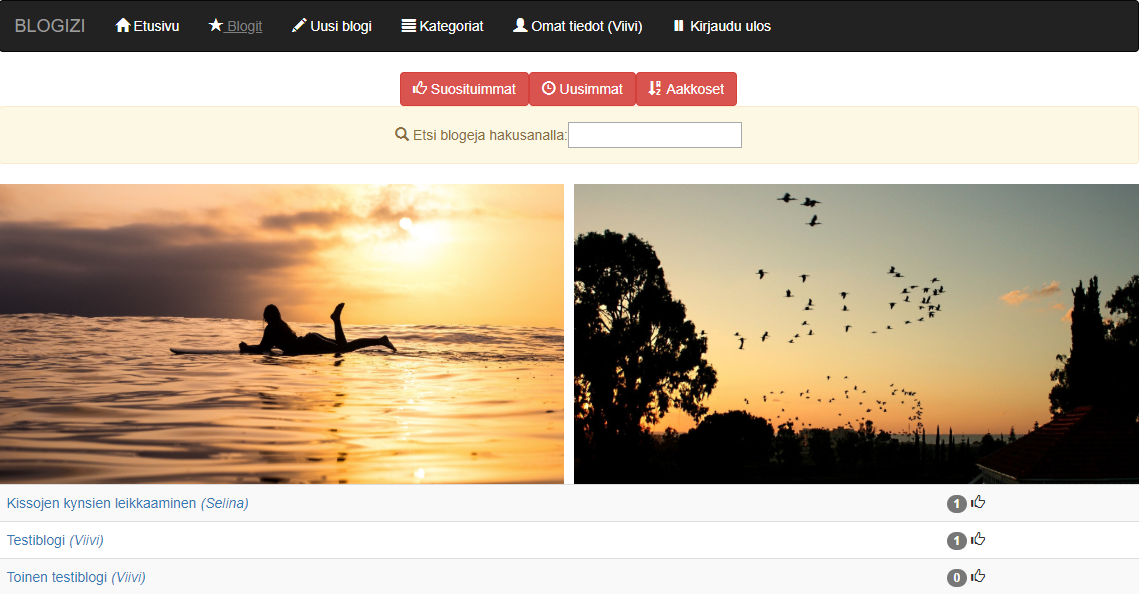 BLOGIZI Etusivu Blogit Uusi blogi Kategoriat Omat tiedot (Viivi) Kirjaudu ulos
Suosituimmat Uusimmat Aakkoset
Etsi blogeja hakusanalla:
Kissojen kynsien leikkaaminen (Selina) 1
Testiblogi (Viivi) 1
Toinen testiblogi (Viivi) 0